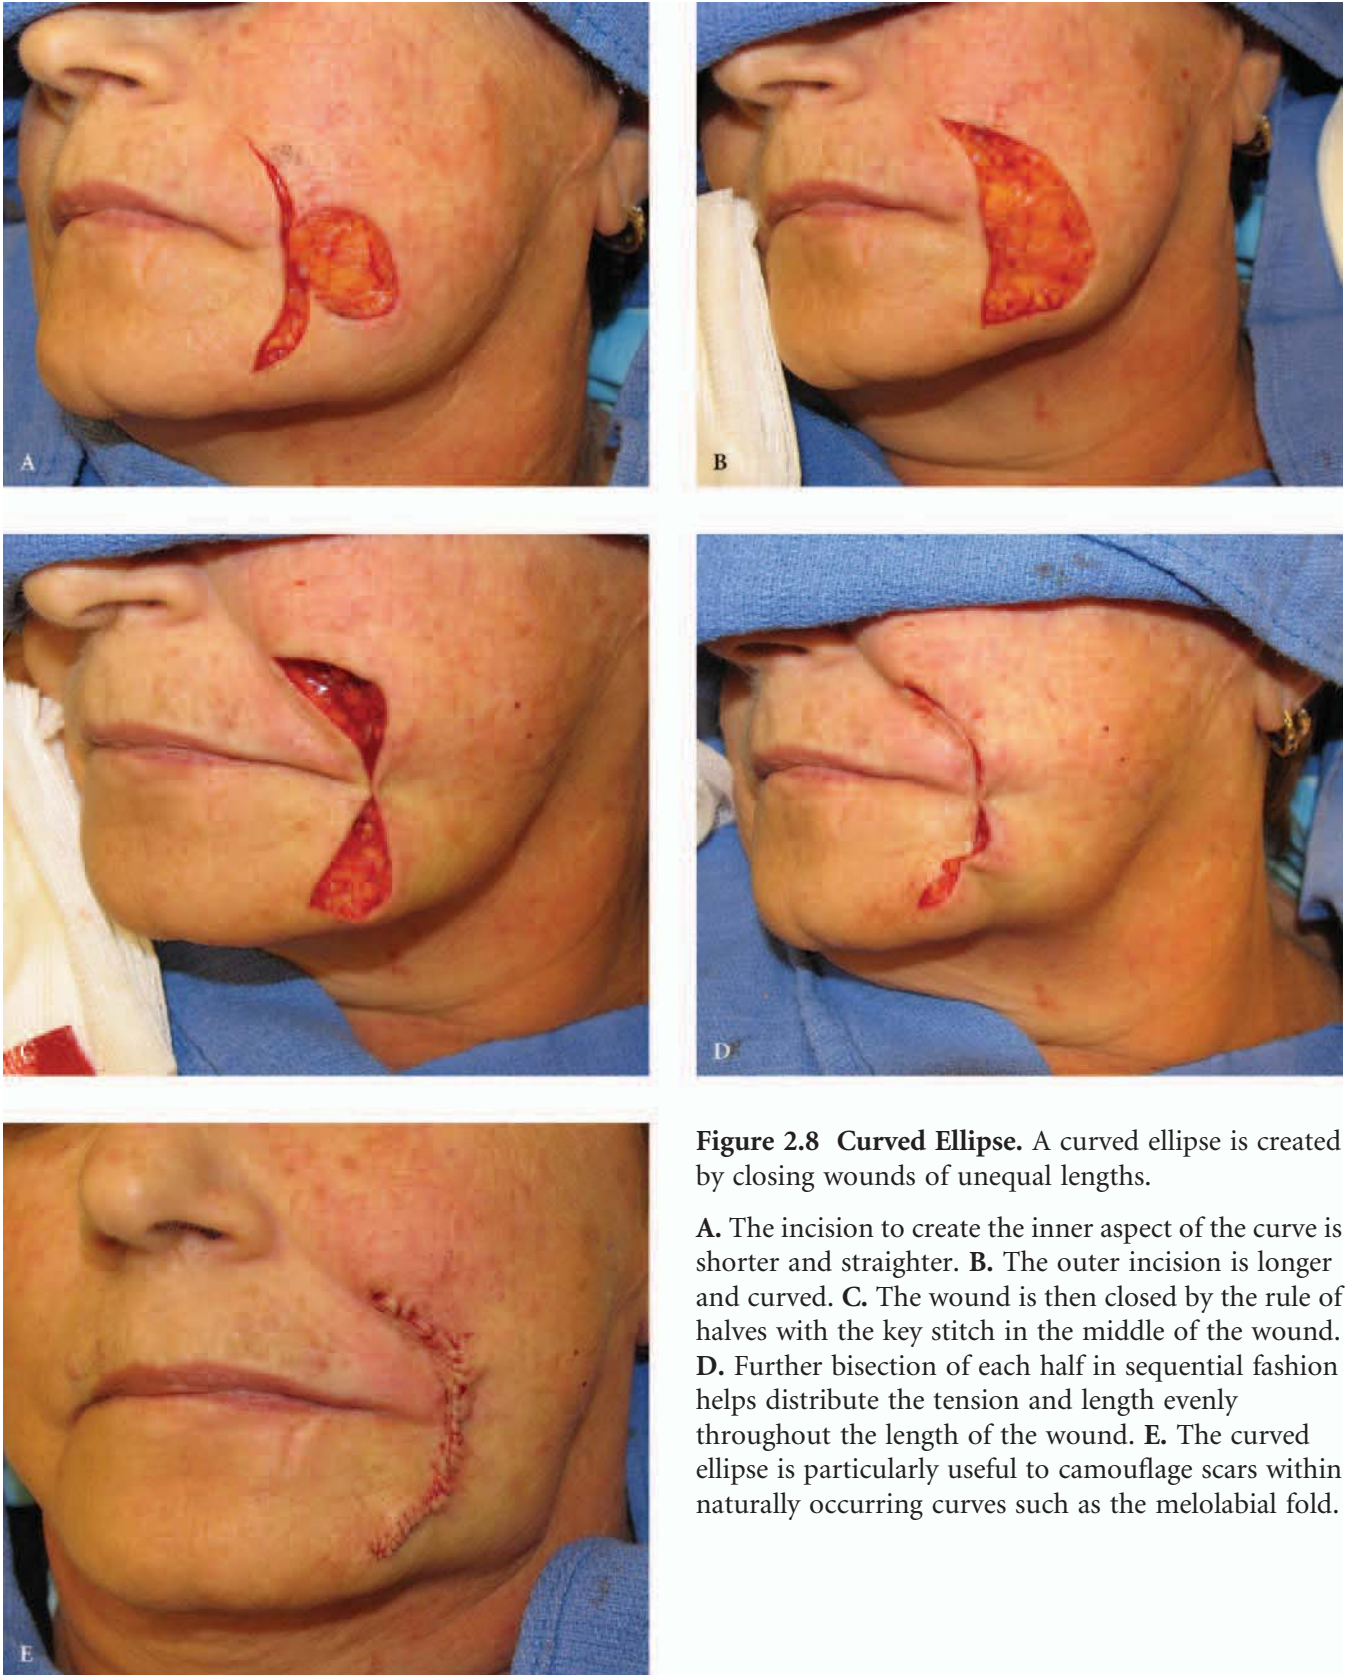 A
B
C
D
E
Figure 2.8 Curved Ellipse. A curved ellipse is created
by closing wounds of unequal lengths.
A. The incision to create the inner aspect of the curve is
shorter and straighter. B. The outer incision is longer
and curved. C. The wound is then closed by the rule of
halves with the key stitch in the middle of the wound.
D. Further bisection of each half in sequential fashion
helps distribute the tension and length evenly
throughout the length of the wound. E. The curved
ellipse is particularly useful to camouflage scars within
naturally occurring curves such as the melolabial fold.